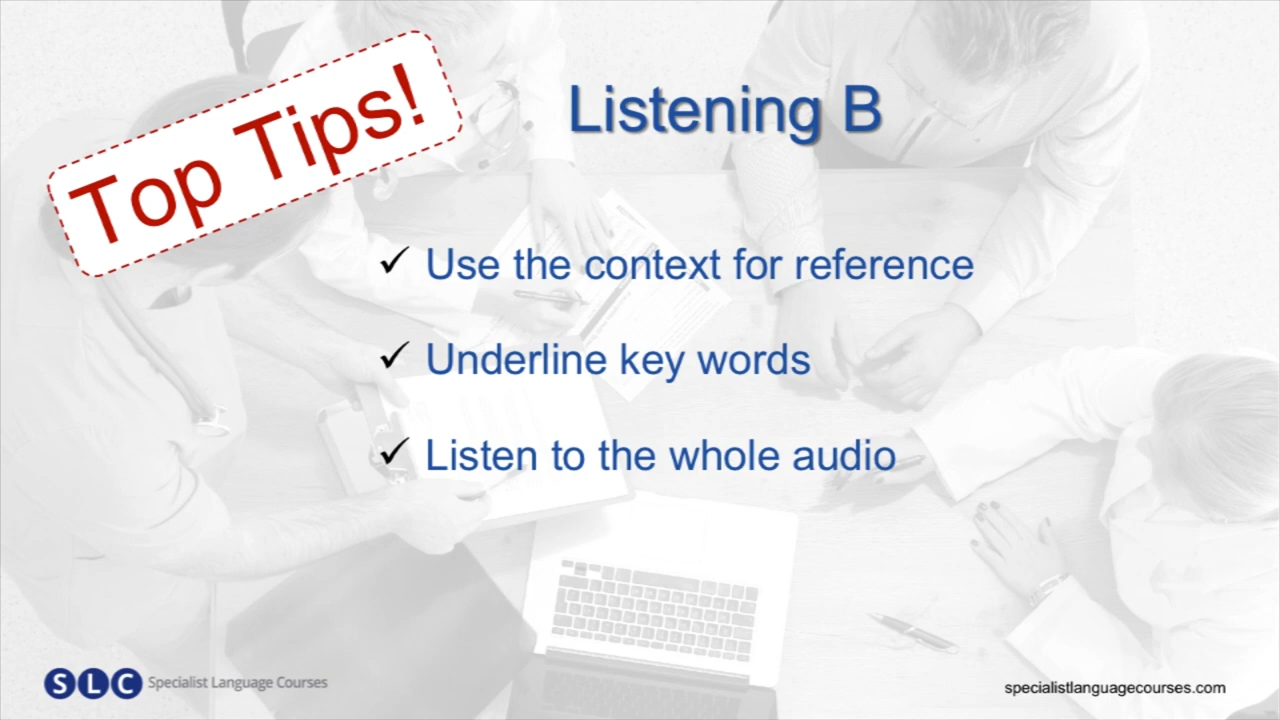 Top Tips!
Listening B
✓ Use the context for reference
✓ Underline key words
✓ Listen to the whole audio
SLC Specialist Language Courses
specialistlanguagecourses.com